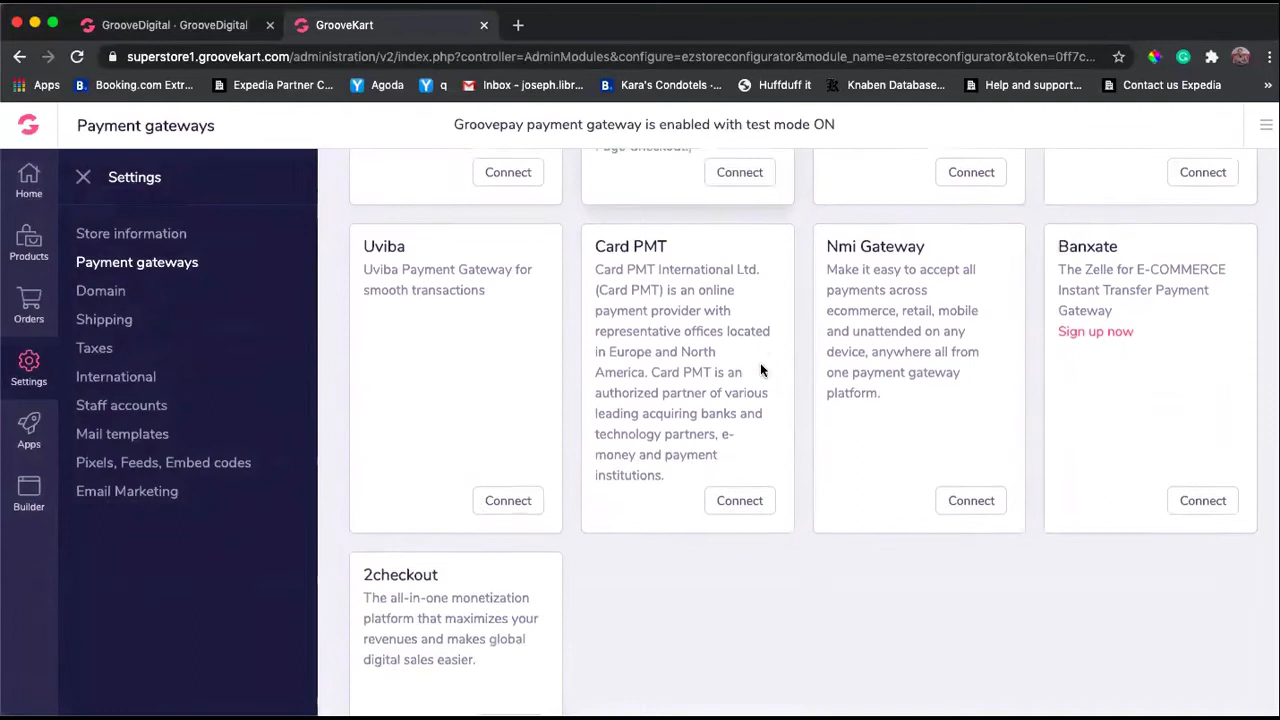 GrooveDigital - GrooveDigital
GrooveKart
superstore1.groovekart.com/administration/v2/index.php?controller=AdminModules&configure=ezstoreconfigurator&module_name=ezstoreconfigurator&token=0ff7c...
Apps
Booking.com Extr...
Expedia Partner C...
Agoda
q
Inbox - joseph.libr...
Kara's Condotels -...
Huffduff it
Knaben Database...
Help and support...
Contact us Expedia
»
Payment gateways
Groovepay payment gateway is enabled with test mode ON
Home
Products
Orders
Settings
Apps
Builder
Settings
Store information
Payment gateways
Domain
Shipping
Taxes
International
Staff accounts
Mail templates
Pixels, Feeds, Embed codes
Email Marketing
Connect
Page Checkout.,
Connect
Connect
Connect
Uviba
Uviba Payment Gateway for
smooth transactions
Connect
Card PMT
Card PMT International Ltd.
(Card PMT) is an online
payment provider with
representative offices located
in Europe and North
America. Card PMT is an
authorized partner of various
leading acquiring banks and
technology partners, e-
money and payment
institutions.
Connect
Nmi Gateway
Make it easy to accept all
payments across
ecommerce, retail, mobile
and unattended on any
device, anywhere all from
one payment gateway
platform.
Connect
Banxate
The Zelle for E-COMMERCE
Instant Transfer Payment
Gateway
Sign up now
Connect
2checkout
The all-in-one monetization
platform that maximizes your
revenues and makes global
digital sales easier.